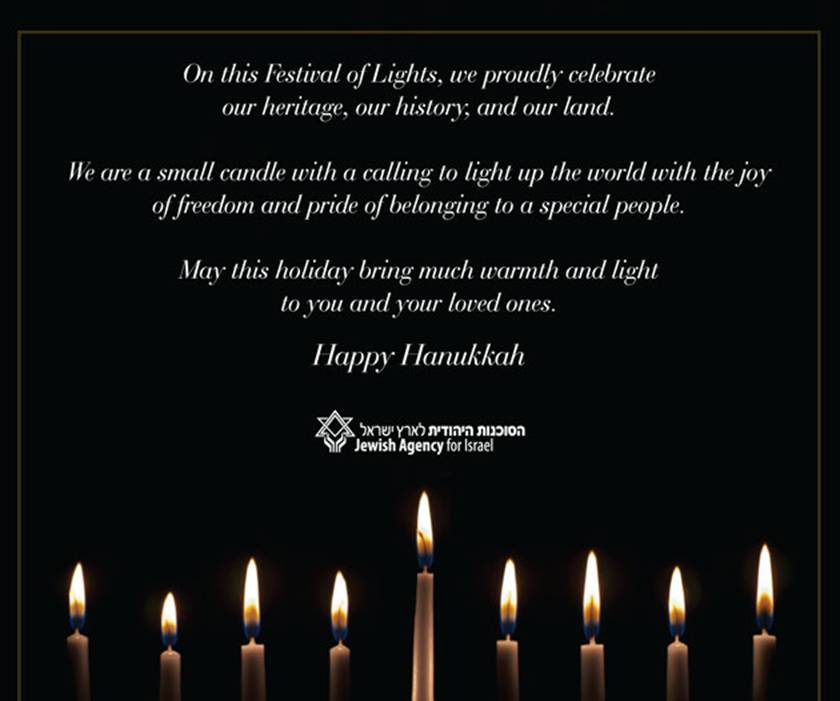 On this Festival of Lights, we proudly celebrate
our heritage, our history, and our land.
We are a small candle with a calling to light up the world with the joy
of freedom and pride of belonging to a special people.
May this holiday bring much warmth and light
to you and your loved ones.
Happy Hanukkah
הסוכנות היהודית לארץ ישראל
Jewish Agency for Israel